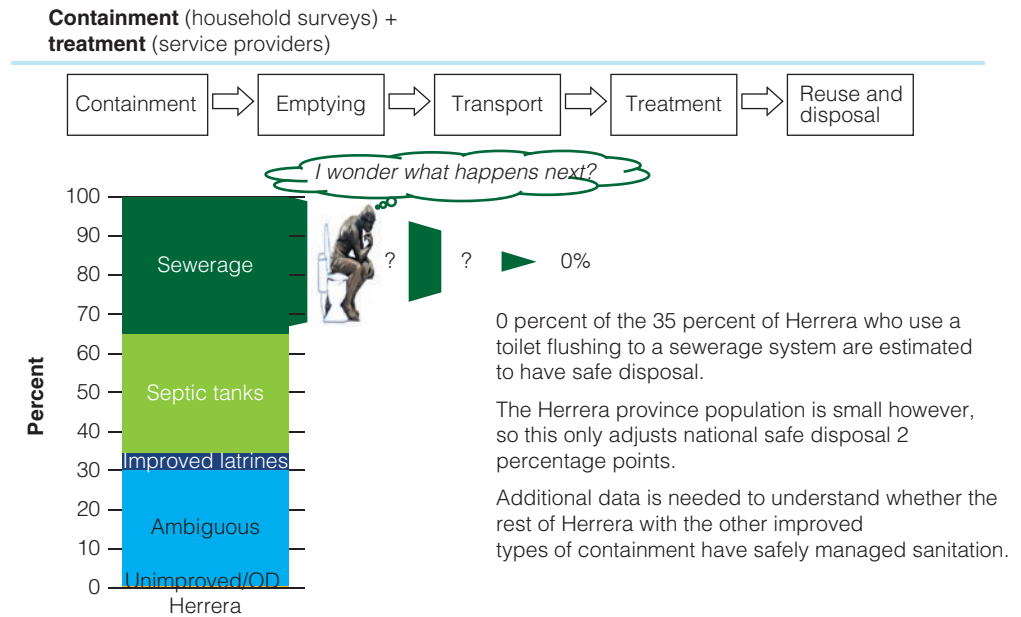 Containment (household surveys) +
treatment (service providers)
Containment
Emptying
Transport
Treatment
Reuse and
disposal
I wonder what happens next?
100
90
80
70
60
50
40
30
20
10
0
Percent
Sewerage
Septic tanks
Improved latrines
Ambiguous
Unimproved/OD
Herrera
?
?
0%
0 percent of the 35 percent of Herrera who use a
toilet flushing to a sewerage system are estimated
to have safe disposal.
The Herrera province population is small however,
so this only adjusts national safe disposal 2
percentage points.
Additional data is needed to understand whether the
rest of Herrera with the other improved
types of containment have safely managed sanitation.